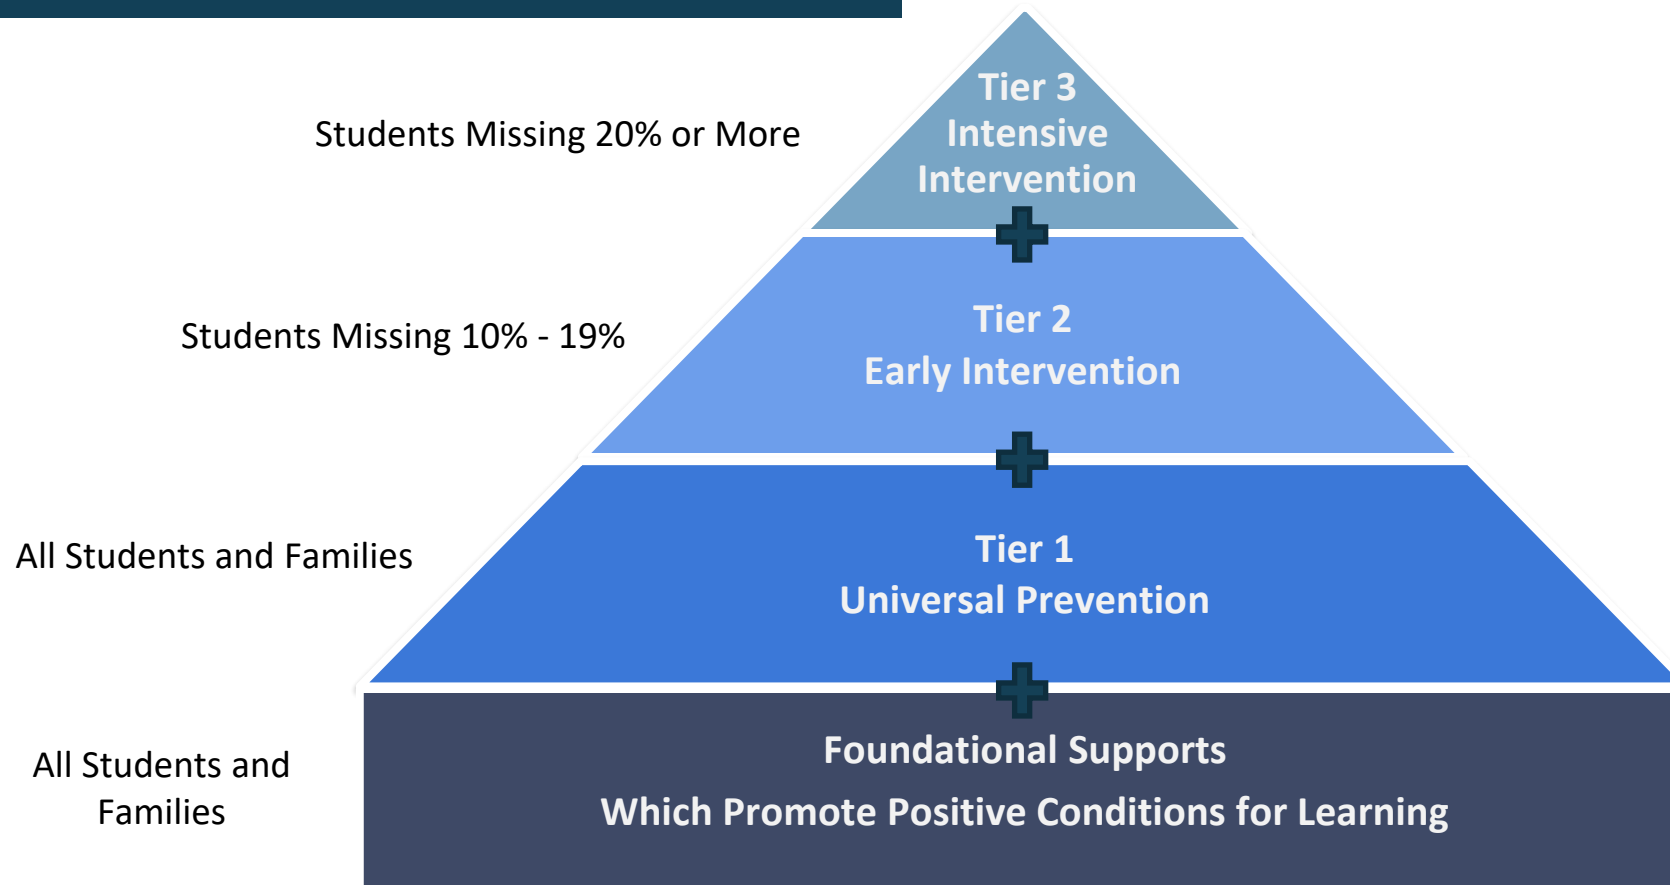 Tier 3
Intensive
Intervention
Students Missing 20% or More
Tier 2
Early Intervention
Students Missing 10% - 19%
Tier 1
Universal Prevention
All Students and Families
Foundational Supports
Which Promote Positive Conditions for Learning
All Students and
Families